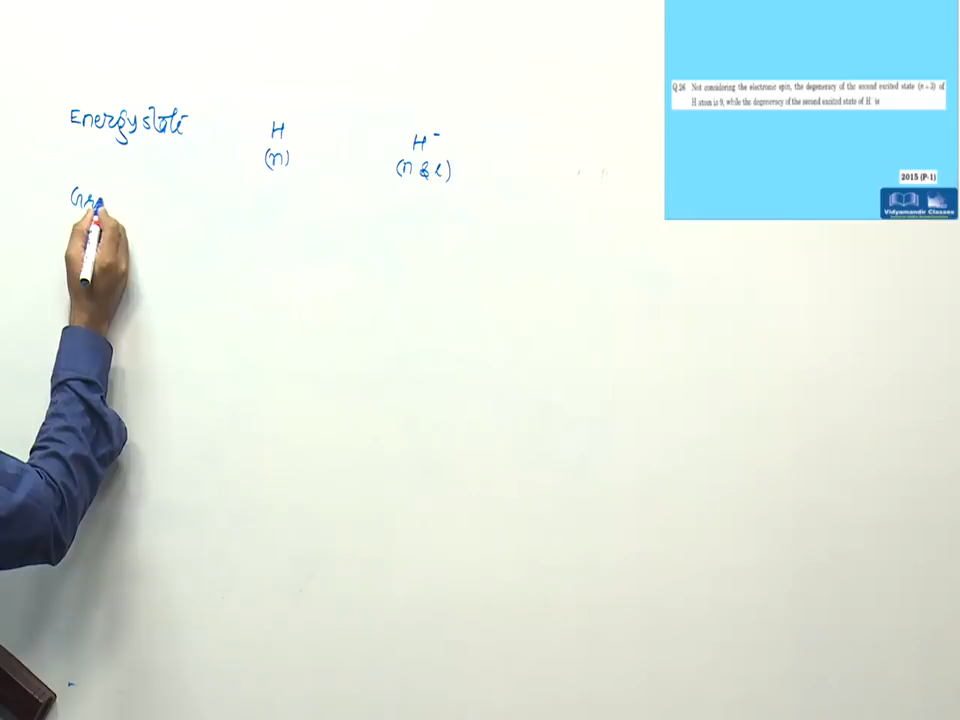 Energy state
H
H⁻
(n)
(n & l)
Gro
Q.26 Not considering the electronic spin, the degeneracy of the second excited state (n = 3) of
H atom is 9, while the degeneracy of the second excited state of H⁻ is
2015 (P-1)
Vidyamandir Classes